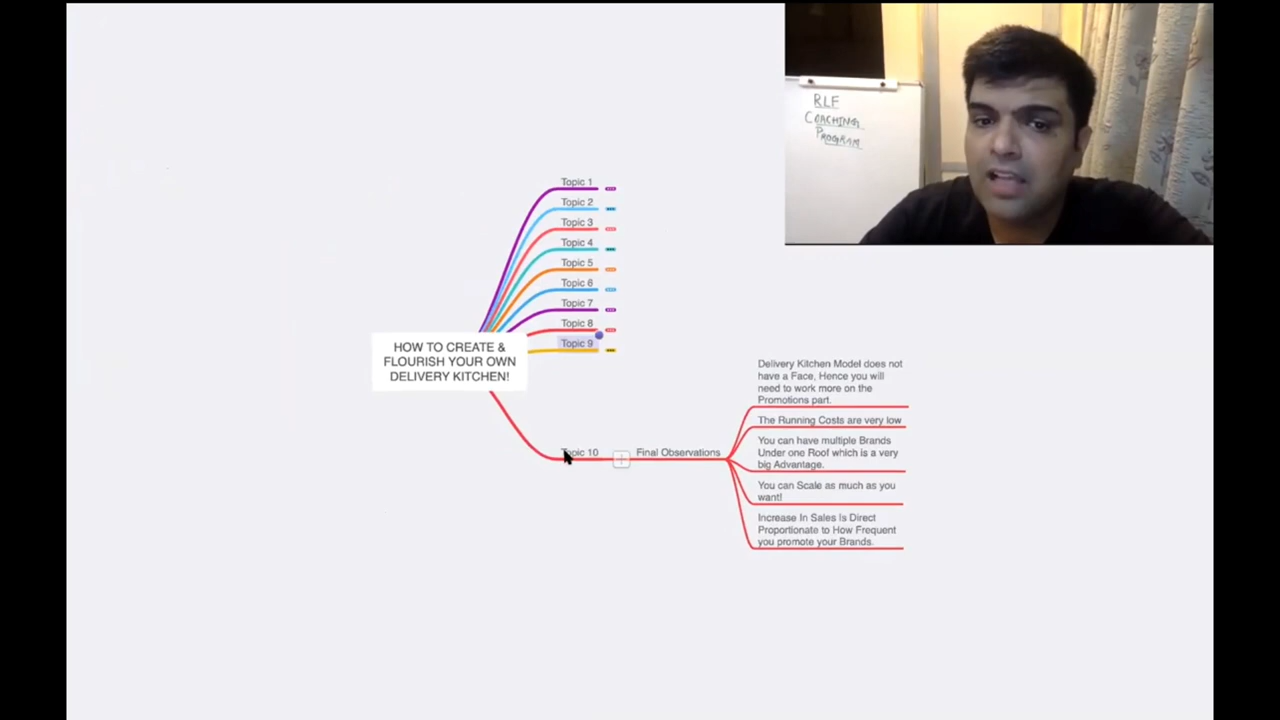 RLF
COACHING
PROGRAM
Topic 1
Topic 2
Topic 3
Topic 4
Topic 5
Topic 6
Topic 7
Topic 8
Topic 9
HOW TO CREATE &
FLOURISH YOUR OWN
DELIVERY KITCHEN!
Topic 10
Final Observations
Delivery Kitchen Model does not
have a Face, Hence you will
need to work more on the
Promotions part.
The Running Costs are very low
You can have multiple Brands
Under one Roof which is a very
big Advantage.
You can Scale as much as you
want!
Increase In Sales Is Direct
Proportionate to How Frequent
you promote your Brands.